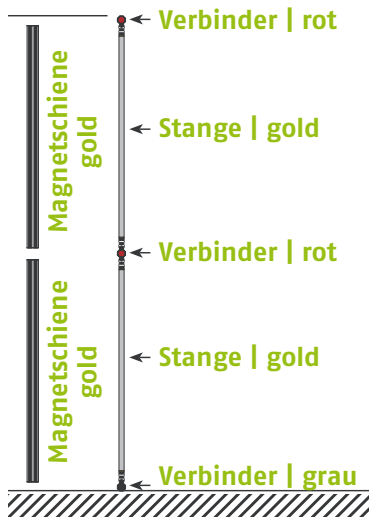 Verbinder | rot
Magnetschiene
gold
Stange | gold
Verbinder | rot
Magnetschiene
gold
Stange | gold
Verbinder | grau